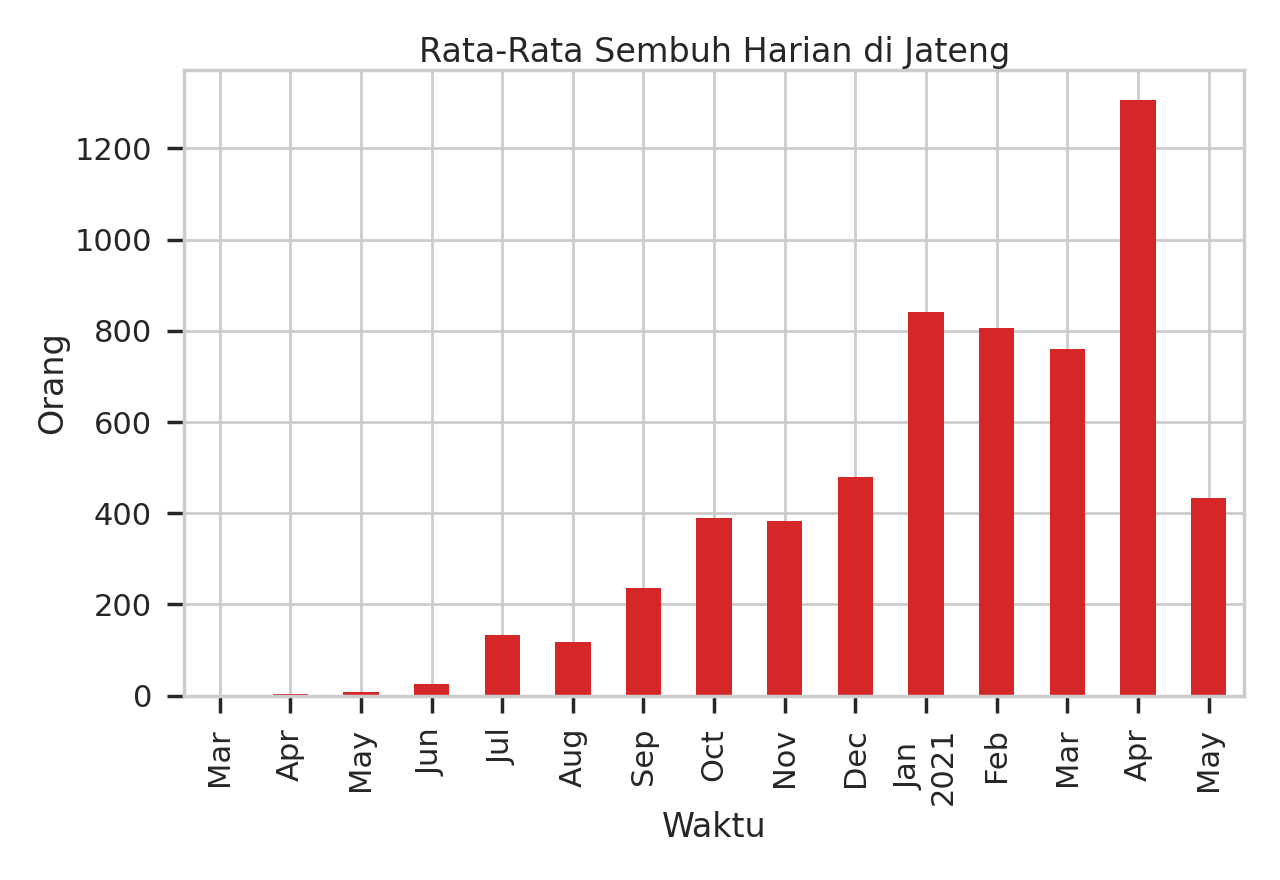 Rata-Rata Sembuh Harian di Jateng
Orang
1200
1000
800
600
400
200
0
Mar
Apr
May
Jun
Jul
Aug
Sep
Oct
Nov
Dec
Jan
2021
Feb
Mar
Apr
May
Waktu